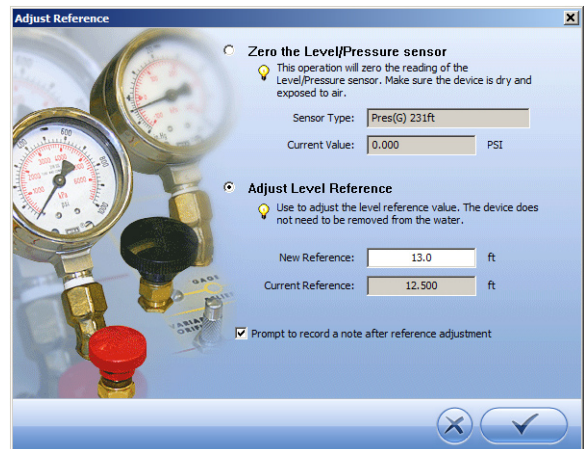 Adjust Reference
Zero the Level/Pressure sensor
This operation will zero the reading of the
Level/Pressure sensor. Make sure the device is dry and
exposed to air.
Sensor Type: Pres(G) 231ft
Current Value: 0.000 PSI
Adjust Level Reference
Use to adjust the level reference value. The device does
not need to be removed from the water.
New Reference: 13.0 ft
Current Reference: 12.500 ft
Prompt to record a note after reference adjustment
GAGE
kPa
psi